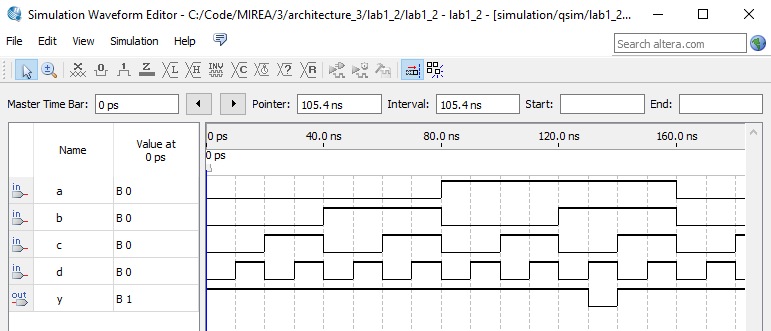 Simulation Waveform Editor - C:/Code/MIREA/3/architecture_3/lab1_2/lab1_2 - lab1_2 - [simulation/qsim/lab1_2...
File Edit View Simulation Help
Search altera.com
Master Time Bar: 0 ps Pointer: 105.4 ns Interval: 105.4 ns Start: End:
Name Value at 0 ps
0 ps 40.0 ns 80.0 ns 120.0 ns 160.0 ns
0 ps
in a B 0
in b B 0
in c B 0
in d B 0
out y B 1